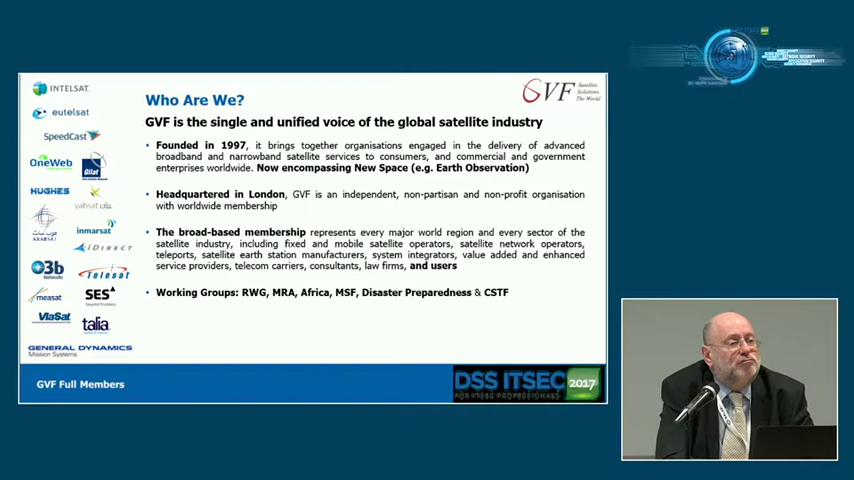 INTELSAT
eutelsat
SpeedCast
OneWeb
Gilat
HUGHES
yahsat
inmarsat
ARABSAT
iDIRECT
O3b
Networks
Telesat
measat
SES
ViaSat
talia
GENERAL DYNAMICS
Mission Systems
Who Are We?
GVF
Satellite
Solutions.
The World
GVF is the single and unified voice of the global satellite industry
• Founded in 1997, it brings together organisations engaged in the delivery of advanced
broadband and narrowband satellite services to consumers, and commercial and government
enterprises worldwide. Now encompassing New Space (e.g. Earth Observation)
• Headquartered in London, GVF is an independent, non-partisan and non-profit organisation
with worldwide membership
• The broad-based membership represents every major world region and every sector of the
satellite industry, including fixed and mobile satellite operators, satellite network operators,
teleports, satellite earth station manufacturers, system integrators, value added and enhanced
service providers, telecom carriers, consultants, law firms, and users
• Working Groups: RWG, MRA, Africa, MSF, Disaster Preparedness & CSTF
GVF Full Members
DSS ITSEC 2017
FOR IT SEC PROFESSIONALS
DSS ITSEC